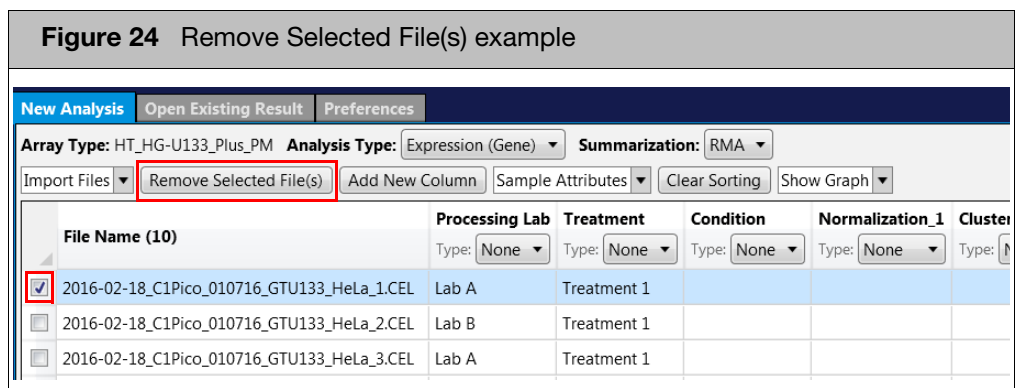 Figure 24 Remove Selected File(s) example
New Analysis Open Existing Result Preferences
Array Type: HT_HG-U133_Plus_PM Analysis Type: Expression (Gene) Summarization: RMA
Import Files Remove Selected File(s) Add New Column Sample Attributes Clear Sorting Show Graph
File Name (10) Processing Lab Treatment Condition Normalization_1 Cluster
Type: None Type: None Type: None Type: None Type:
2016-02-18_C1Pico_010716_GTU133_HeLa_1.CEL Lab A Treatment 1
2016-02-18_C1Pico_010716_GTU133_HeLa_2.CEL Lab B Treatment 1
2016-02-18_C1Pico_010716_GTU133_HeLa_3.CEL Lab A Treatment 1